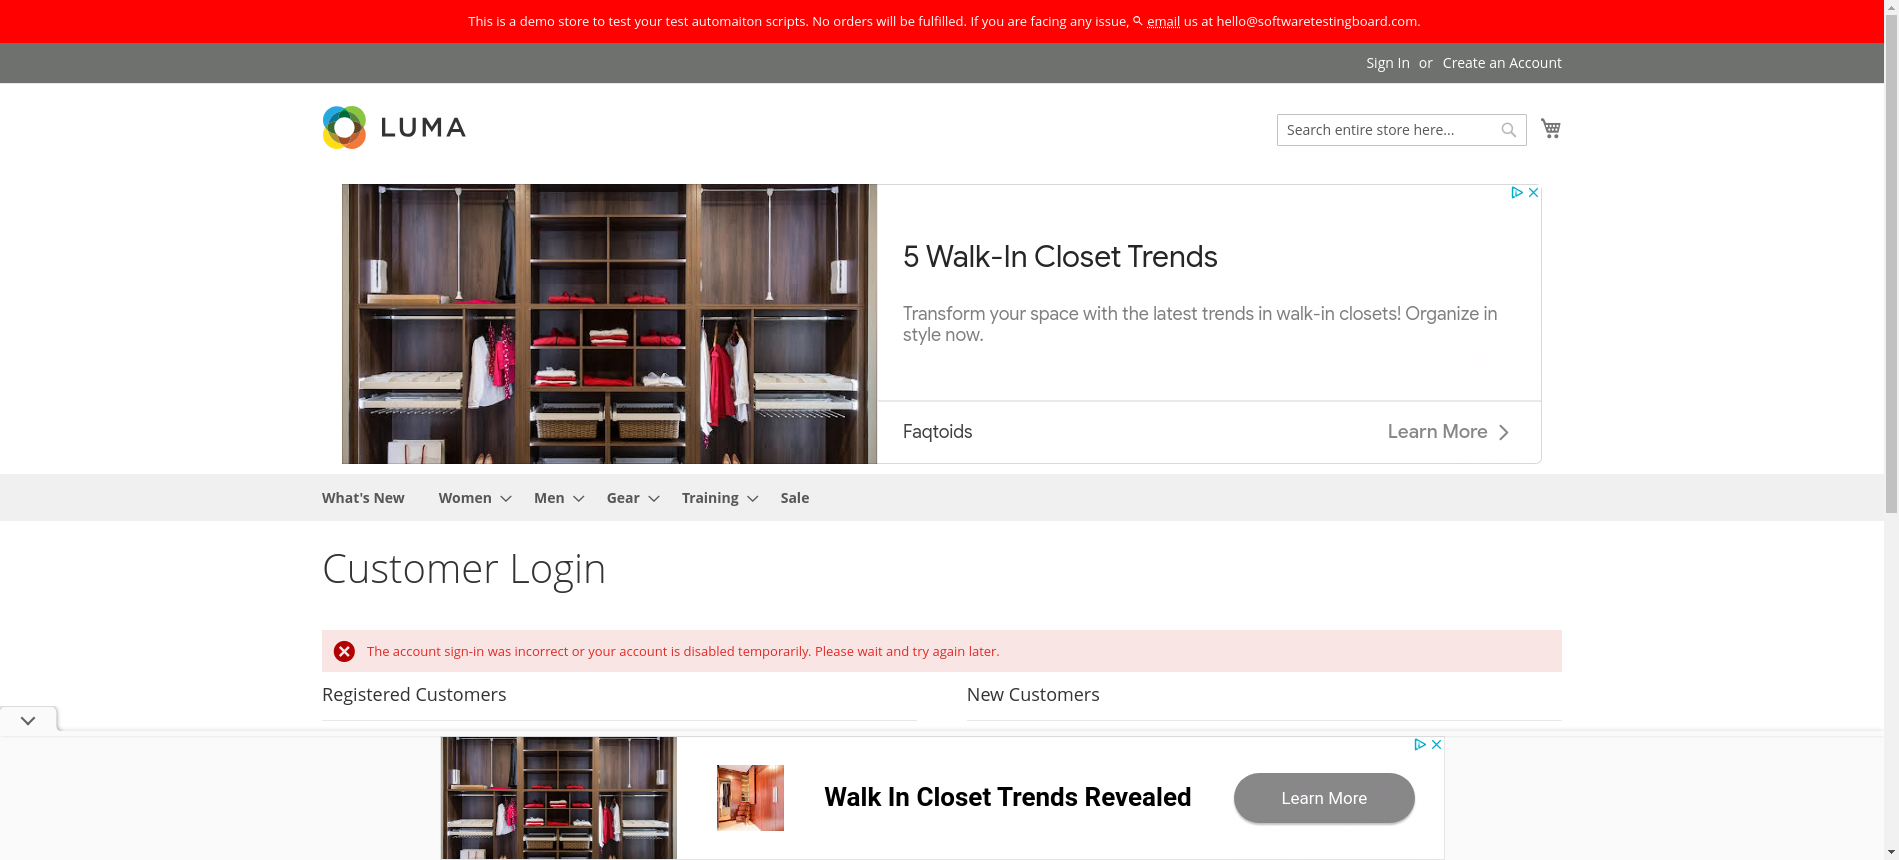 This is a demo store to test your test automaiton scripts. No orders will be fulfilled. If you are facing any issue, email us at hello@softwaretestingboard.com.
Sign In or Create an Account
LUMA
Search entire store here...
5 Walk-In Closet Trends
Transform your space with the latest trends in walk-in closets! Organize in
style now.
Faqtoids
Learn More
What's New Women Men Gear Training Sale
Customer Login
The account sign-in was incorrect or your account is disabled temporarily. Please wait and try again later.
Registered Customers
New Customers
Walk In Closet Trends Revealed
Learn More